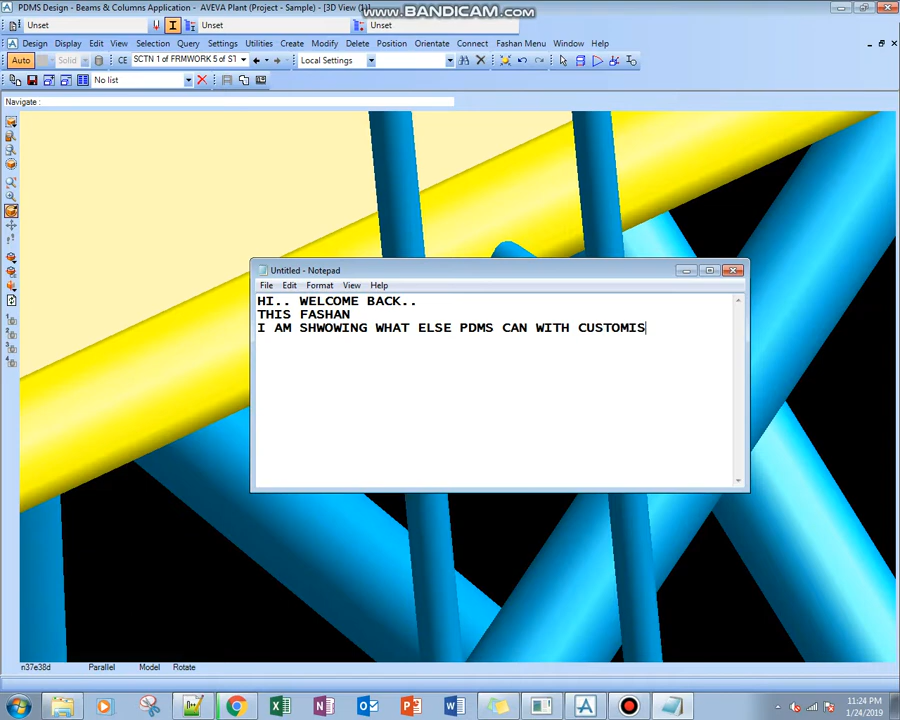 PDMS Design - Beams & Columns Application - AVEVA Plant (Project - Sample) - [3D View (1)]
www.BANDICAM.com
Unset
Unset
Unset
Design Display Edit View Selection Query Settings Utilities Create Modify Delete Position Orientate Connect Fashan Menu Window Help
Auto Solid CE SCTN 1 of FRMWORK 5 of ST Local Settings
No list
Navigate :
Untitled - Notepad
File Edit Format View Help
HI.. WELCOME BACK..
THIS FASHAN
I AM SHWOWING WHAT ELSE PDMS CAN WITH CUSTOMIS
n37e38d Parallel Model Rotate
11:24 PM
1/24/2019